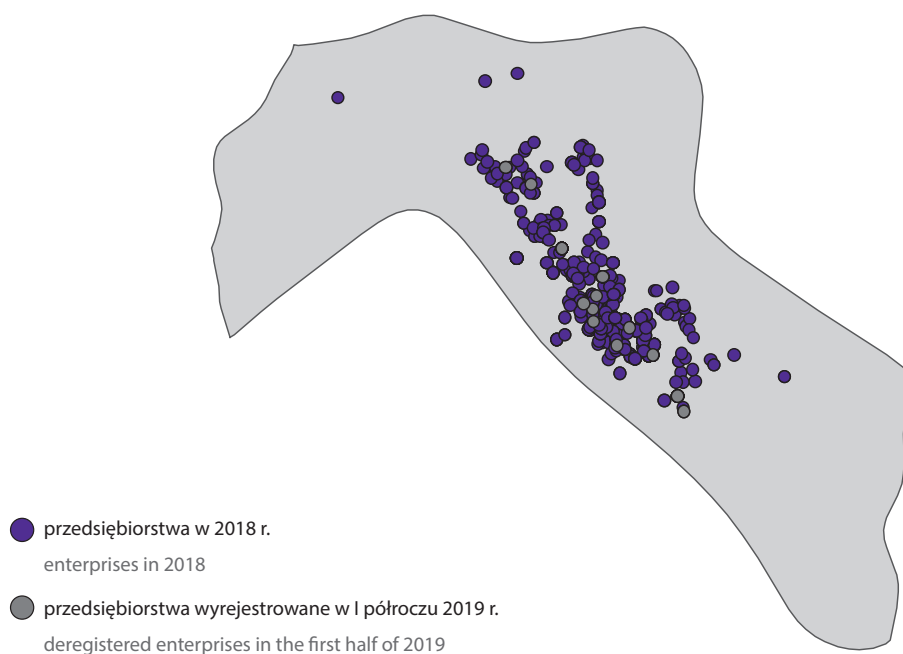 przedsiębiorstwa w 2018 r.
enterprises in 2018
przedsiębiorstwa wyrejestrowane w I półroczu 2019 r.
deregistered enterprises in the first half of 2019